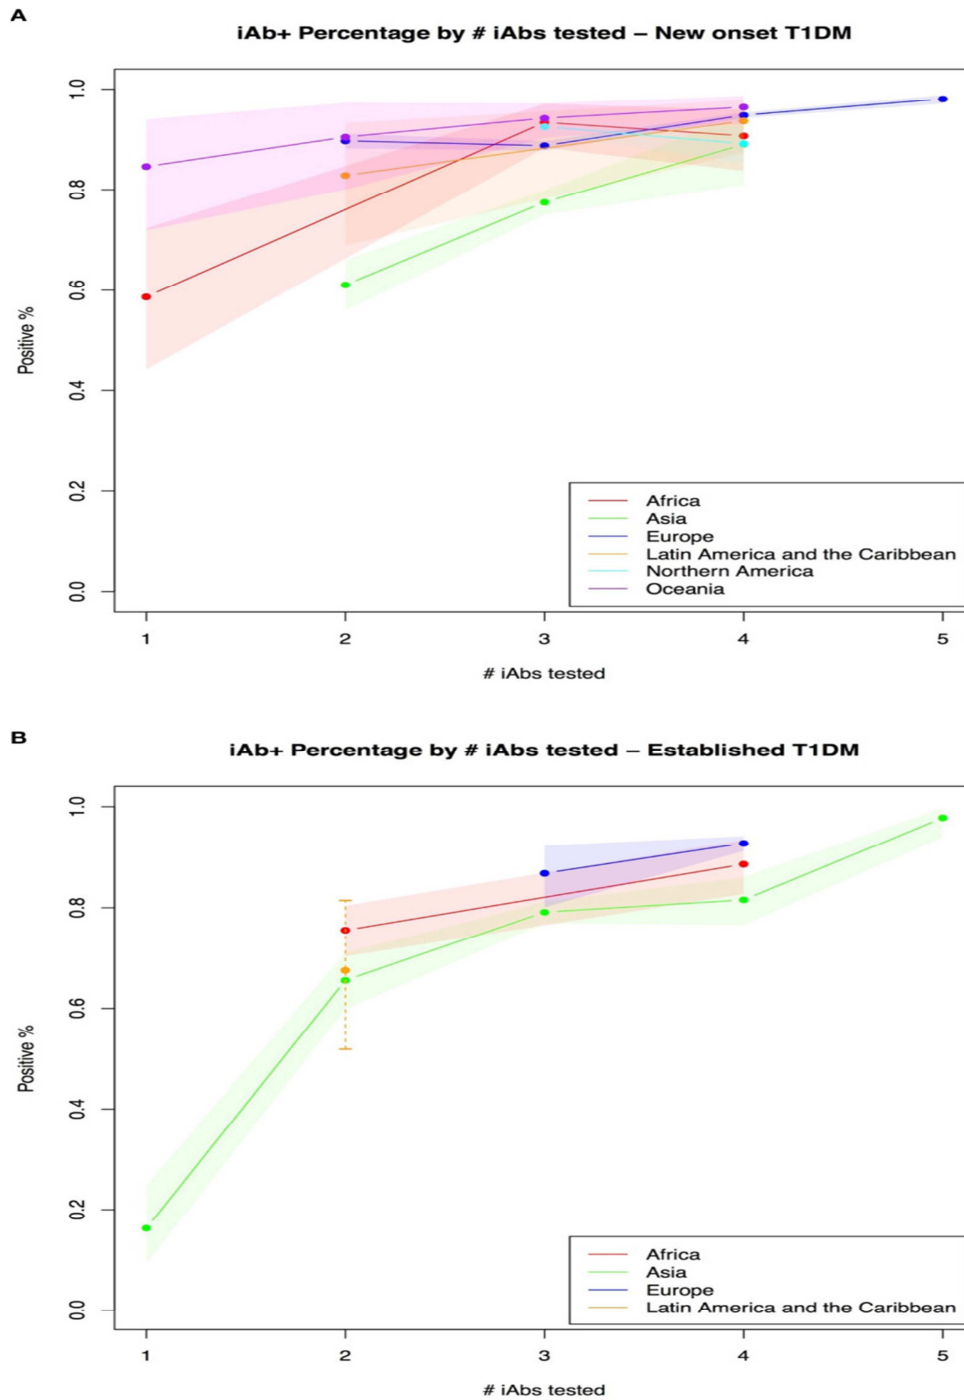 A
iAb+ Percentage by # iAbs tested – New onset T1DM
Positive %
1.0
0.8
0.6
0.4
0.2
0.0
Africa
Asia
Europe
Latin America and the Caribbean
Northern America
Oceania
1 2 3 4 5
# iAbs tested
B
iAb+ Percentage by # iAbs tested – Established T1DM
Positive %
1.0
0.8
0.6
0.4
0.2
0.0
Africa
Asia
Europe
Latin America and the Caribbean
1 2 3 4 5
# iAbs tested